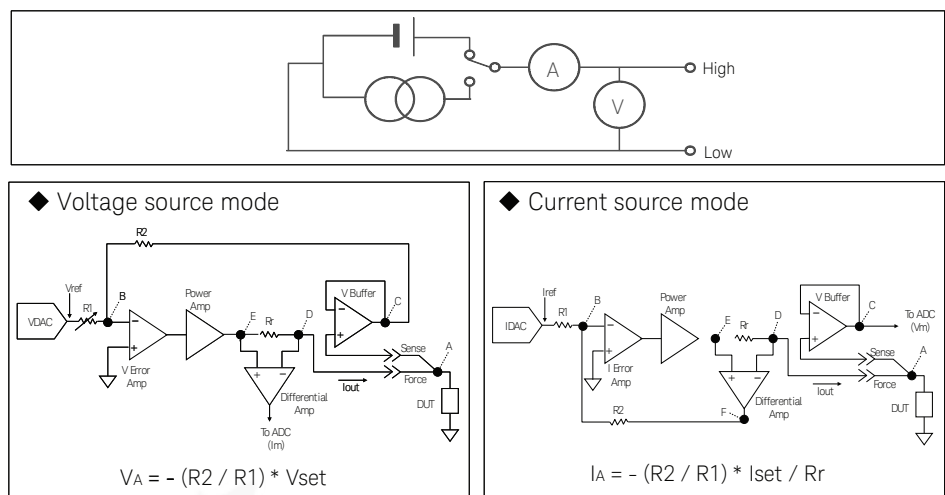 A
High
V
Low
◆ Voltage source mode
R2
Vref
R1
B
VDAC
V Error
Amp
Power
Amp
E
Rr
D
V Buffer
C
Sense
Force
A
Iout
Differential
Amp
To ADC
(Im)
DUT
VA = - (R2 / R1) * Vset
◆ Current source mode
Iref
R1
B
IDAC
I Error
Amp
Power
Amp
E
Rr
D
V Buffer
C
To ADC
(Vm)
Sense
Force
A
Iout
Differential
Amp
F
R2
DUT
IA = - (R2 / R1) * Iset / Rr